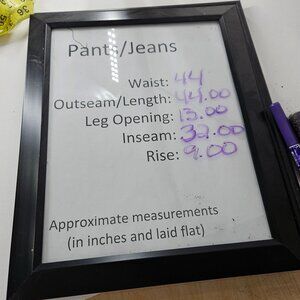 Pants/Jeans
Waist: 44
Outseam/Length: 44.00
Leg Opening: 13.00
Inseam: 32.00
Rise: 9.00
Approximate measurements
(in inches and laid flat)